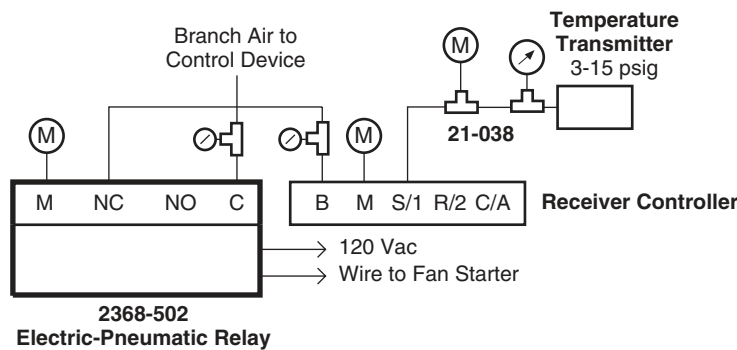 Branch Air to
Control Device
M
Temperature
Transmitter
3-15 psig
21-038
M
M
M NC NO C
B M S/1 R/2 C/A
Receiver Controller
120 Vac
Wire to Fan Starter
2368-502
Electric-Pneumatic Relay